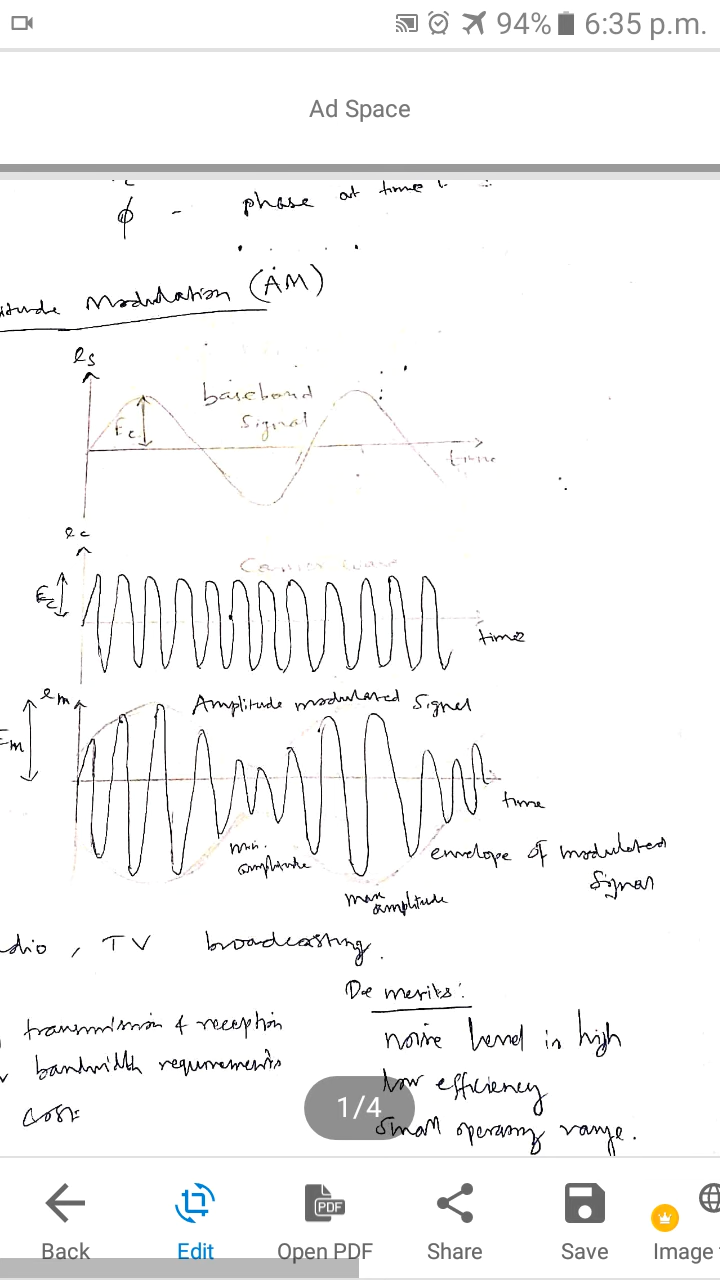 94% 6:35 p.m.
Ad Space
ϕ - phase at time
itude Modulation (AM)
es
baseband
signal
Ec
time
ec
Carrier wave
Ec
time
em
Amplitude modulated Signal
Em
time
min.
amplitude
envelope of modulated
Signal
max
amplitude
dio, TV broadcasting.
De merits:
transmission & reception
noise level is high
bandwidth requirements
low efficiency
cost
1/4
small operating range.
Back Edit Open PDF Share Save Image
PDF